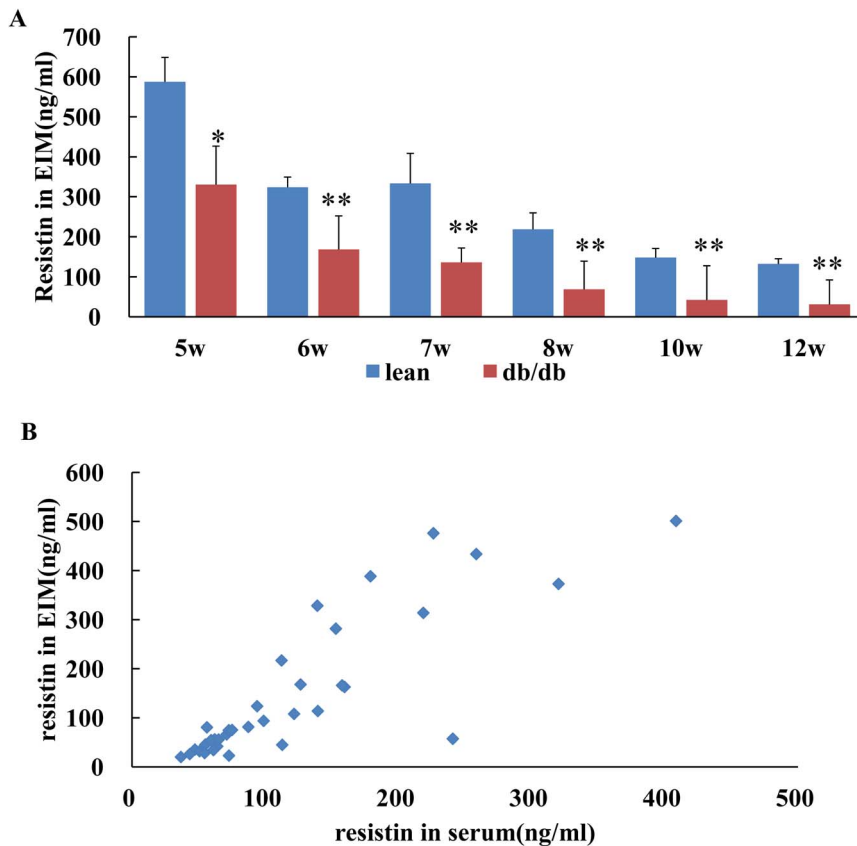 A
700
600
500
400
300
200
100
0
Resistin in EIM(ng/ml)
*
**
**
**
**
**
5w 6w 7w 8w 10w 12w
lean db/db
B
600
500
400
300
200
100
0
resistin in EIM(ng/ml)
0 100 200 300 400 500
resistin in serum(ng/ml)